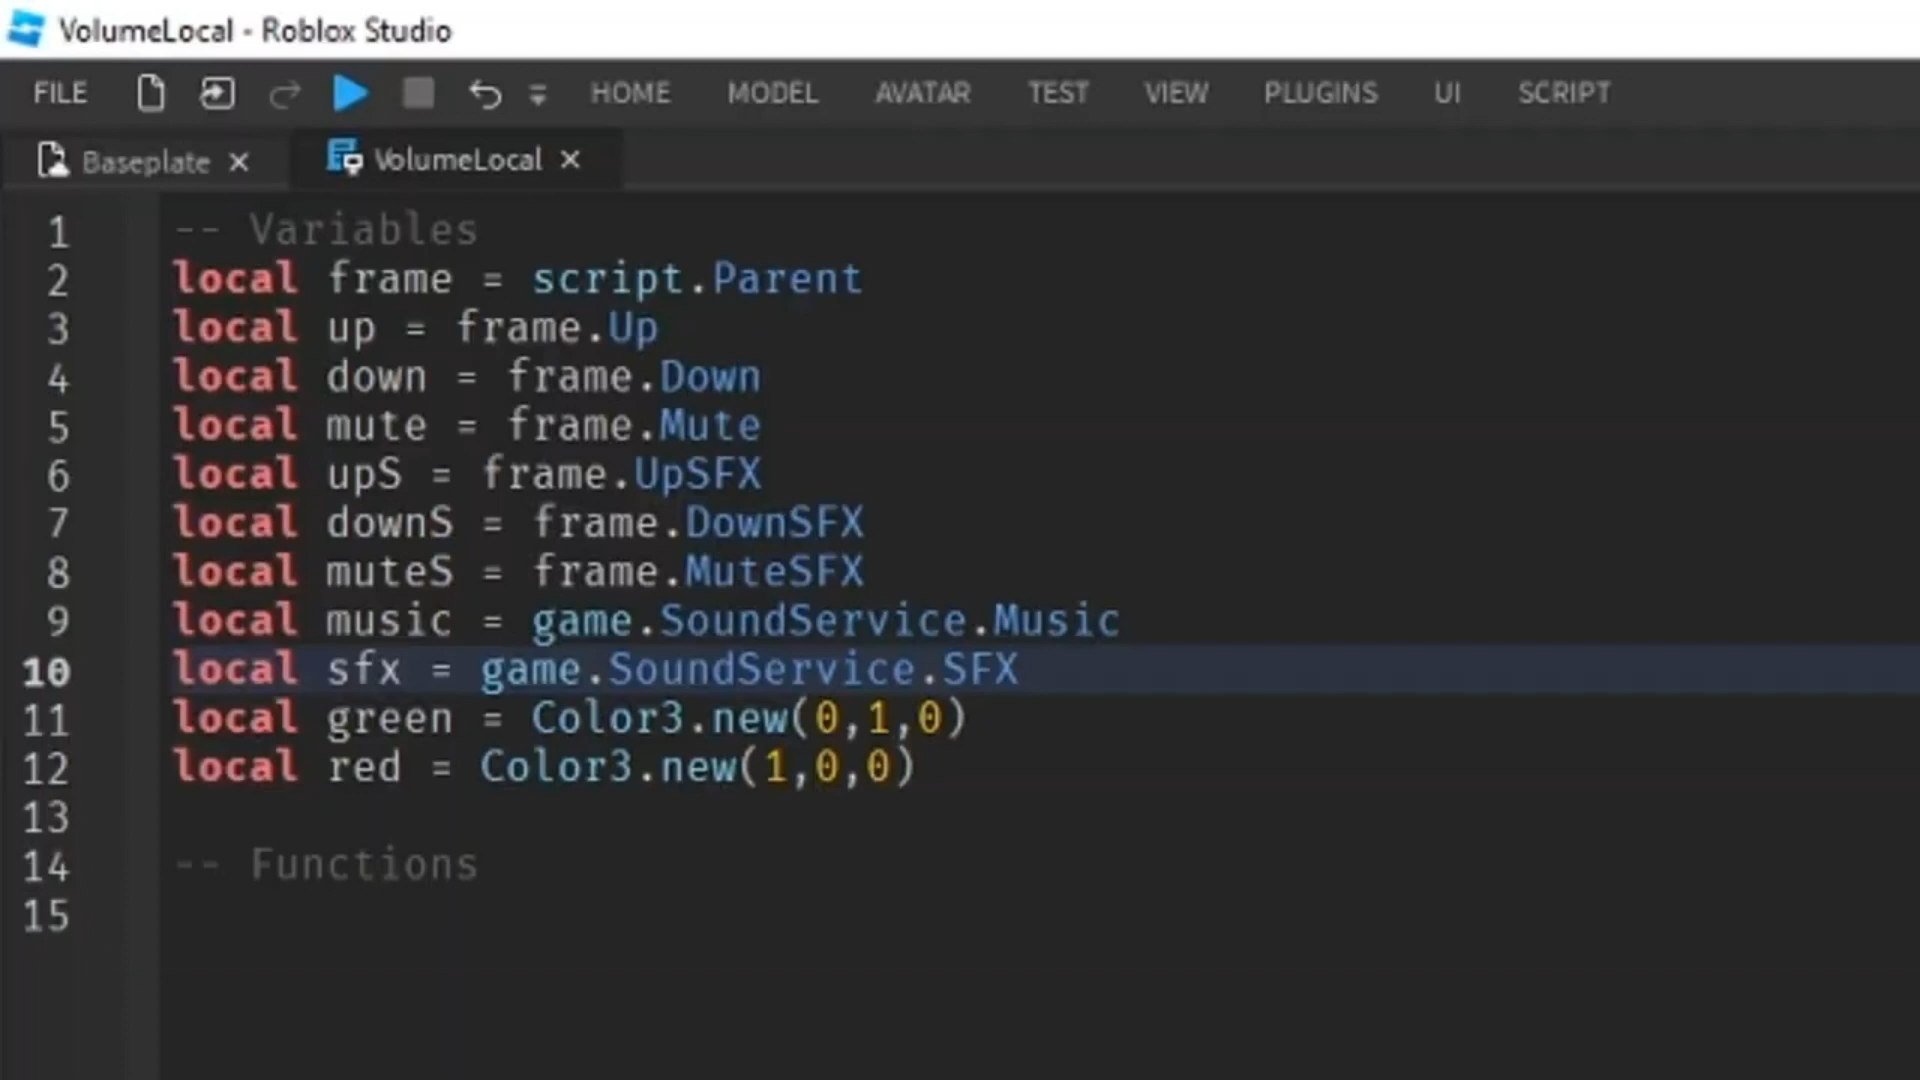 VolumeLocal - Roblox Studio
FILE HOME MODEL AVATAR TEST VIEW PLUGINS UI SCRIPT
Baseplate × VolumeLocal ×
1 -- Variables
2 local frame = script.Parent
3 local up = frame.Up
4 local down = frame.Down
5 local mute = frame.Mute
6 local upS = frame.UpSFX
7 local downS = frame.DownSFX
8 local muteS = frame.MuteSFX
9 local music = game.SoundService.Music
10 local sfx = game.SoundService.SFX
11 local green = Color3.new(0,1,0)
12 local red = Color3.new(1,0,0)
13
14 -- Functions
15